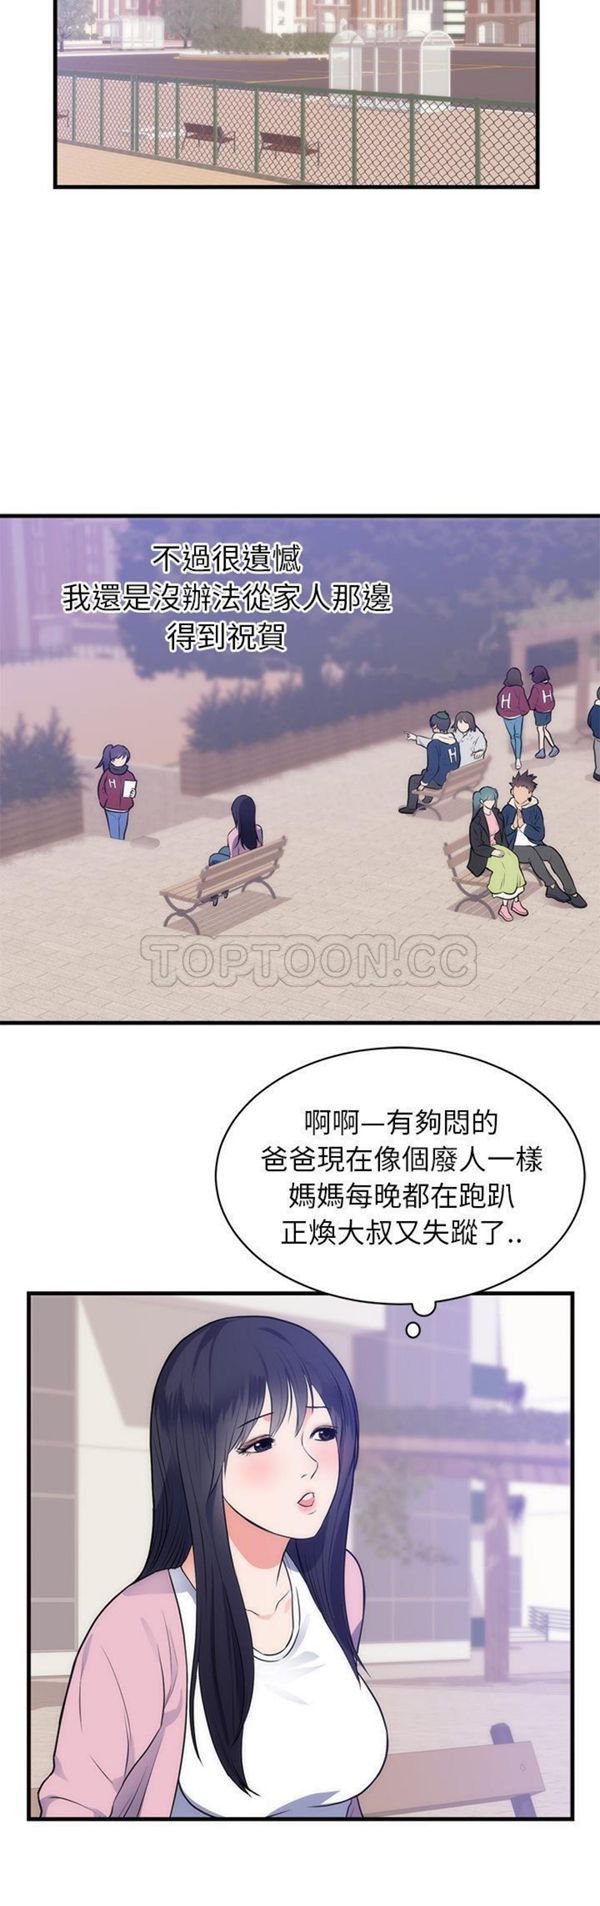 不過很遺憾
我還是沒辦法從家人那邊
得到祝賀
H
H
H
H
TOPTOON.CC
啊啊—有夠悶的
爸爸現在像個廢人一樣
媽媽每晚都在跑趴
正煥大叔又失蹤了..